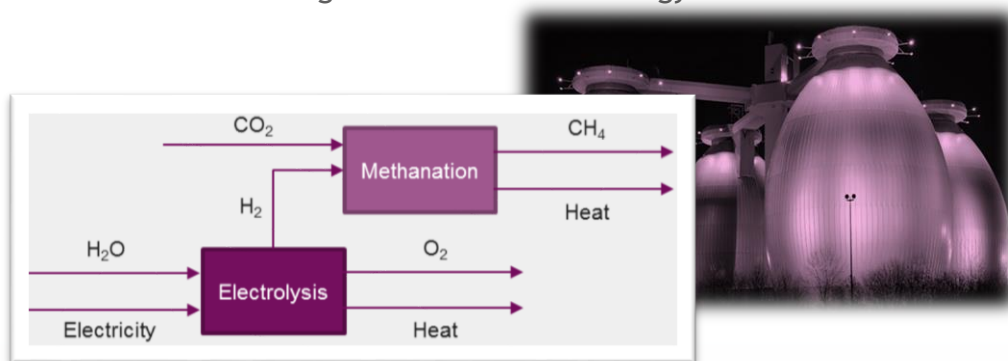 CO₂ CH₄
Methanation
H₂ Heat
H₂O O₂
Electrolysis
Electricity Heat